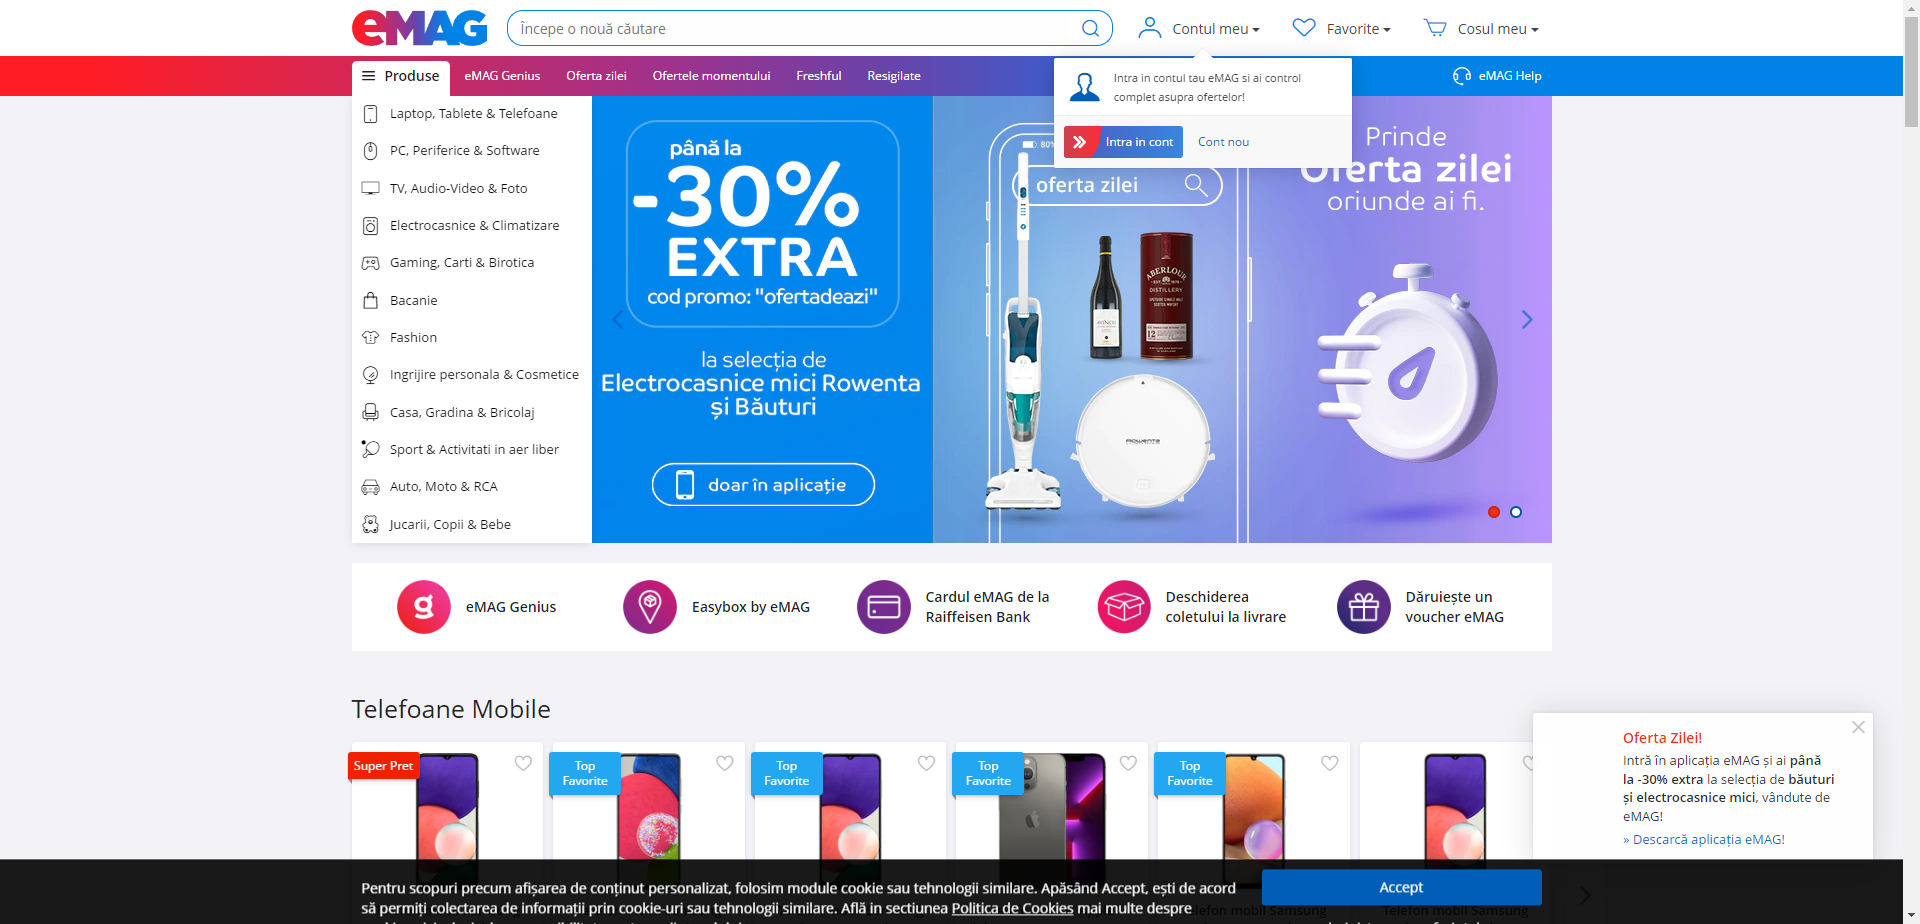 eMAG
Începe o nouă căutare
Contul meu
Favorite
Cosul meu
Produse
eMAG Genius
Oferta zilei
Ofertele momentului
Freshful
Resigilate
eMAG Help
Intra in contul tau eMAG si ai control
complet asupra ofertelor!
Intra in cont
Cont nou
Laptop, Tablete & Telefoane
PC, Periferice & Software
TV, Audio-Video & Foto
Electrocasnice & Climatizare
Gaming, Carti & Birotica
Bacanie
Fashion
Ingrijire personala & Cosmetice
Casa, Gradina & Bricolaj
Sport & Activitati in aer liber
Auto, Moto & RCA
Jucarii, Copii & Bebe
până la
-30%
EXTRA
cod promo: "ofertadeazi"
la selecția de
Electrocasnice mici Rowenta
și Băuturi
doar în aplicație
80%
oferta zilei
ABERLOUR
DISTILLERY
12
ROWENTA
Prinde
Oferta zilei
oriunde ai fi.
g
eMAG Genius
Easybox by eMAG
Cardul eMAG de la
Raiffeisen Bank
Deschiderea
coletului la livrare
Dăruiește un
voucher eMAG
Telefoane Mobile
Super Pret
Top
Favorite
Top
Favorite
Top
Favorite
Top
Favorite
Oferta Zilei!
Intră în aplicația eMAG și ai până
la -30% extra la selecția de băuturi
și electrocasnice mici, vândute de
eMAG!
» Descarcă aplicația eMAG!
Pentru scopuri precum afișarea de conținut personalizat, folosim module cookie sau tehnologii similare. Apăsând Accept, ești de acord
să permiți colectarea de informații prin cookie-uri sau tehnologii similare. Află in sectiunea Politica de Cookies mai multe despre
Accept
Telefon mobil Samsung
Telefon mobil Samsung